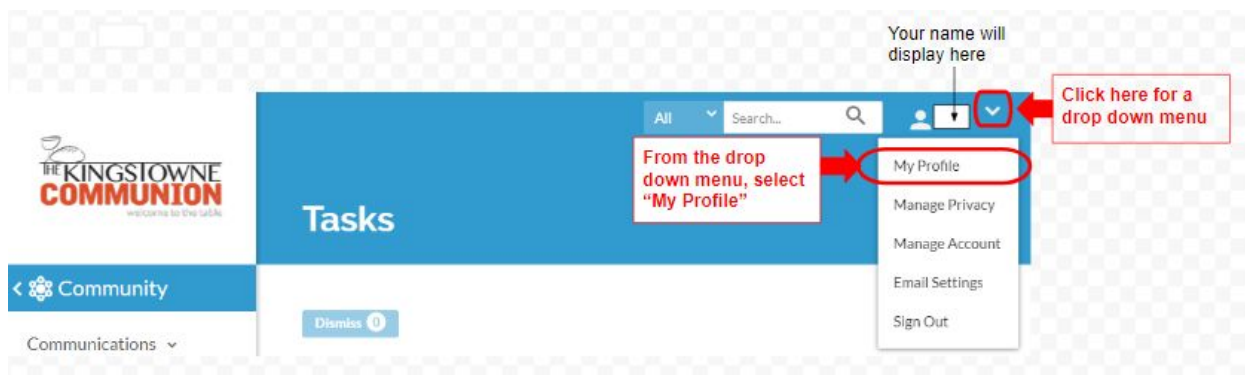 Your name will
display here
Click here for a
drop down menu
All
Search...
From the drop
down menu, select
"My Profile"
My Profile
Manage Privacy
Manage Account
Email Settings
Sign Out
THE KINGSTOWNE
COMMUNION
welcome to the table
Tasks
Community
Dismiss 0
Communications